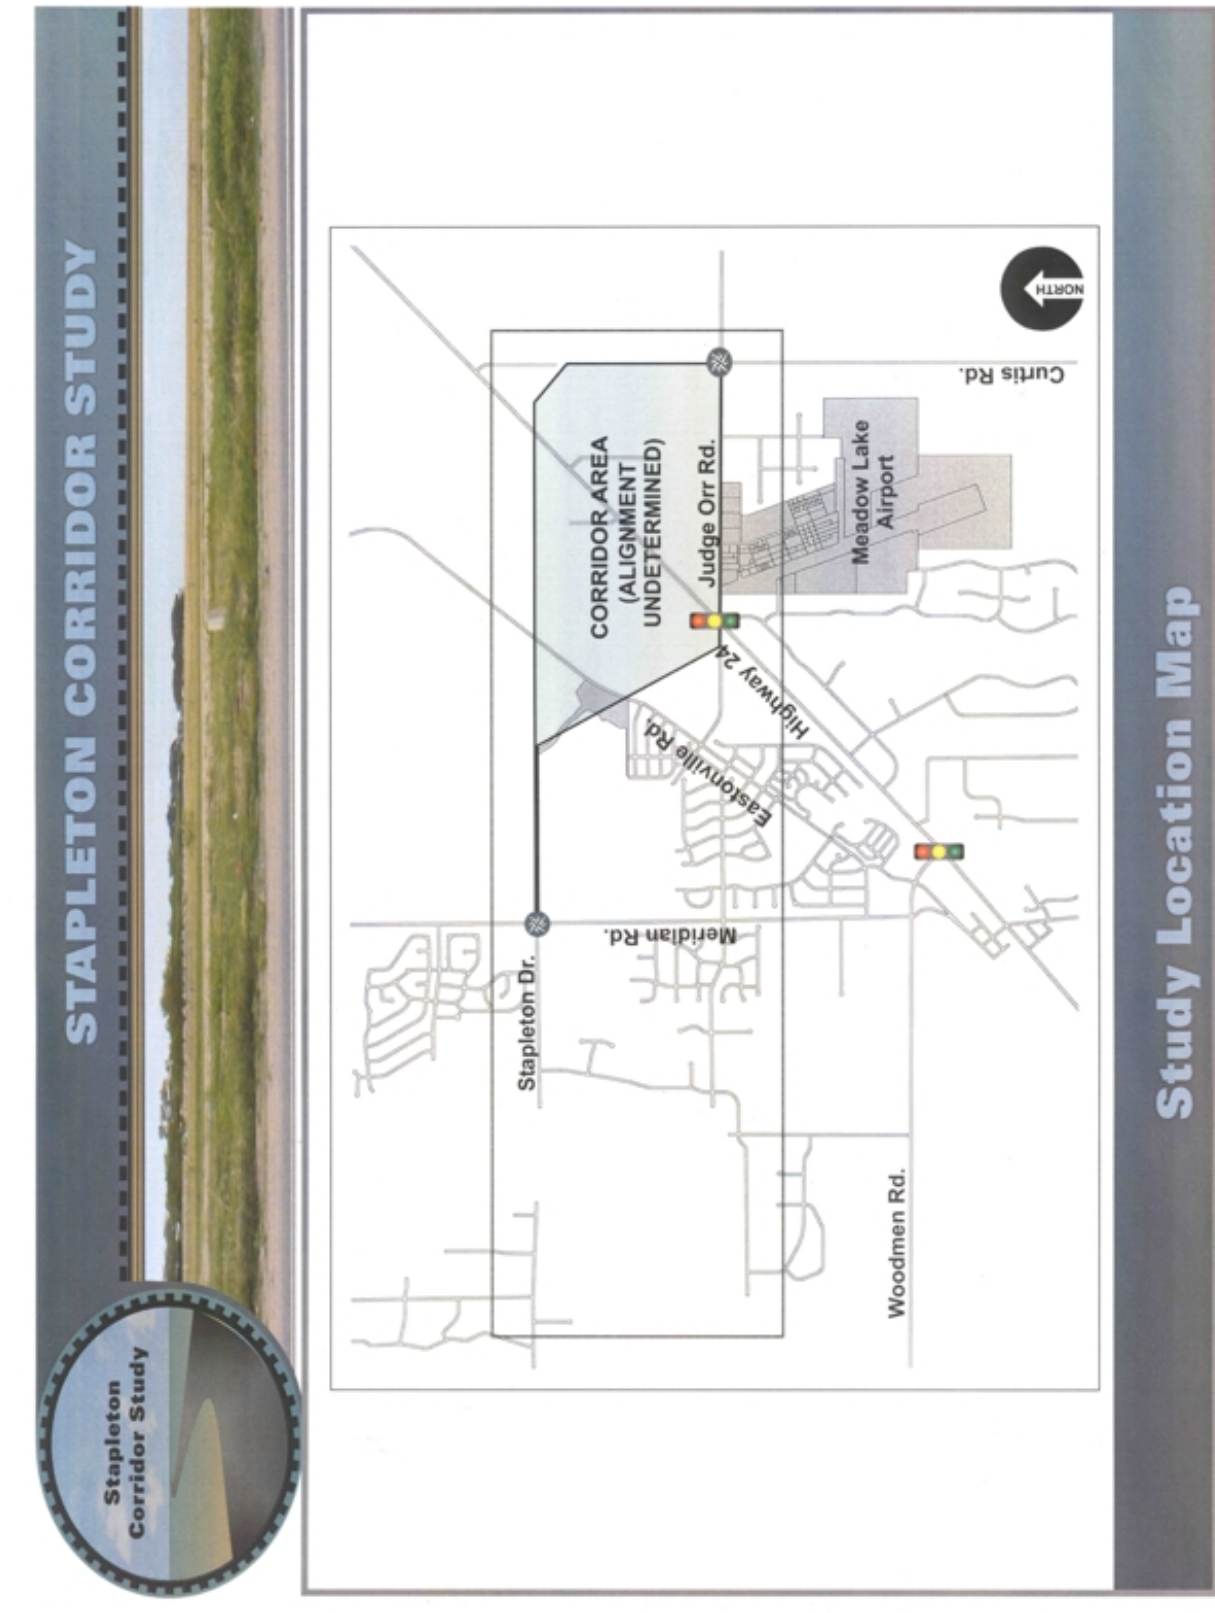 STAPLETON CORRIDOR STUDY
Stapleton
Corridor Study
NORTH
Stapleton Dr.
Meridian Rd.
Eastonville Rd.
Highway 24
CORRIDOR AREA
(ALIGNMENT
UNDETERMINED)
Judge Orr Rd.
Curtis Rd.
Meadow Lake
Airport
Woodmen Rd.
Study Location Map